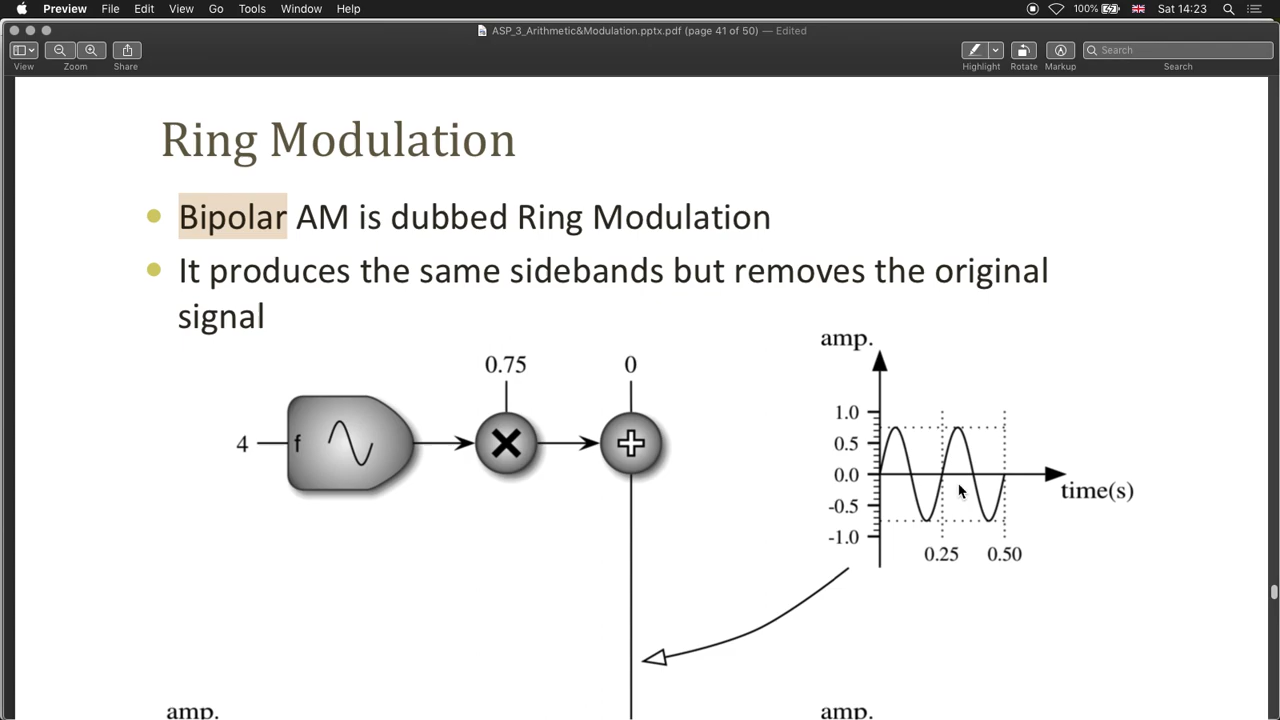 Preview File Edit View Go Tools Window Help 100% Sat 14:23
ASP_3_Arithmetic&Modulation.pptx.pdf (page 41 of 50) — Edited
Search
View Zoom Share Highlight Rotate Markup Search
Ring Modulation
• Bipolar AM is dubbed Ring Modulation
• It produces the same sidebands but removes the original
signal
amp.
0.75 0
1.0
4 f
0.5
0.0
time(s)
-0.5
-1.0
0.25 0.50
amp. amp.